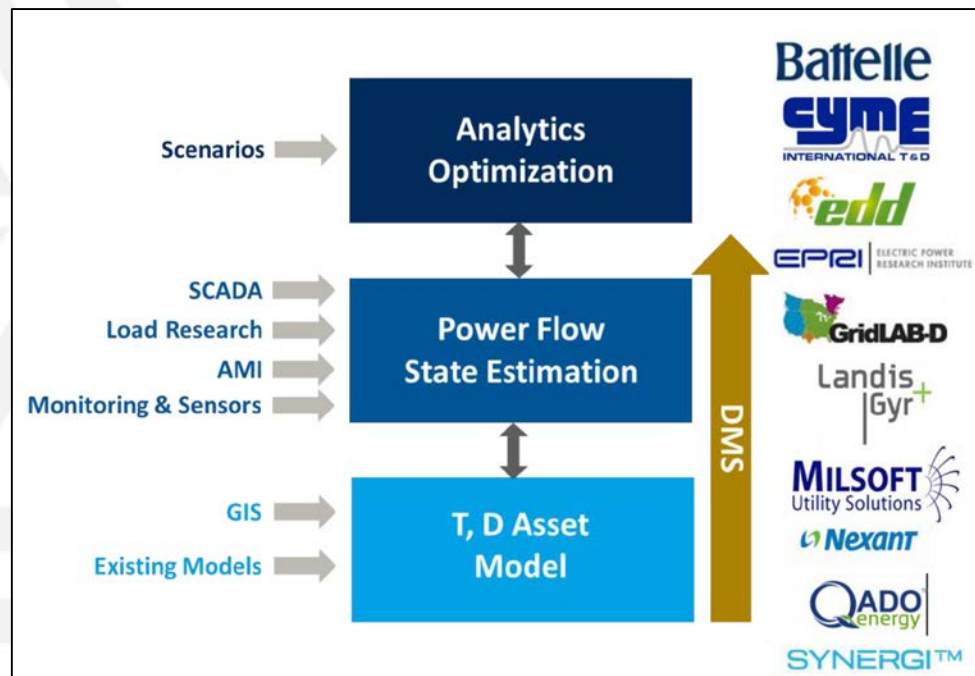 Scenarios
Analytics
Optimization
SCADA
Load Research
AMI
Monitoring & Sensors
Power Flow
State Estimation
GIS
Existing Models
T, D Asset
Model
DMS
Battelle
CYME
INTERNATIONAL T&D
edd
EPRI ELECTRIC POWER
RESEARCH INSTITUTE
GridLAB-D
Landis
Gyr+
MILSOFT
Utility Solutions
Nexant
QADO
energy
SYNERGI™